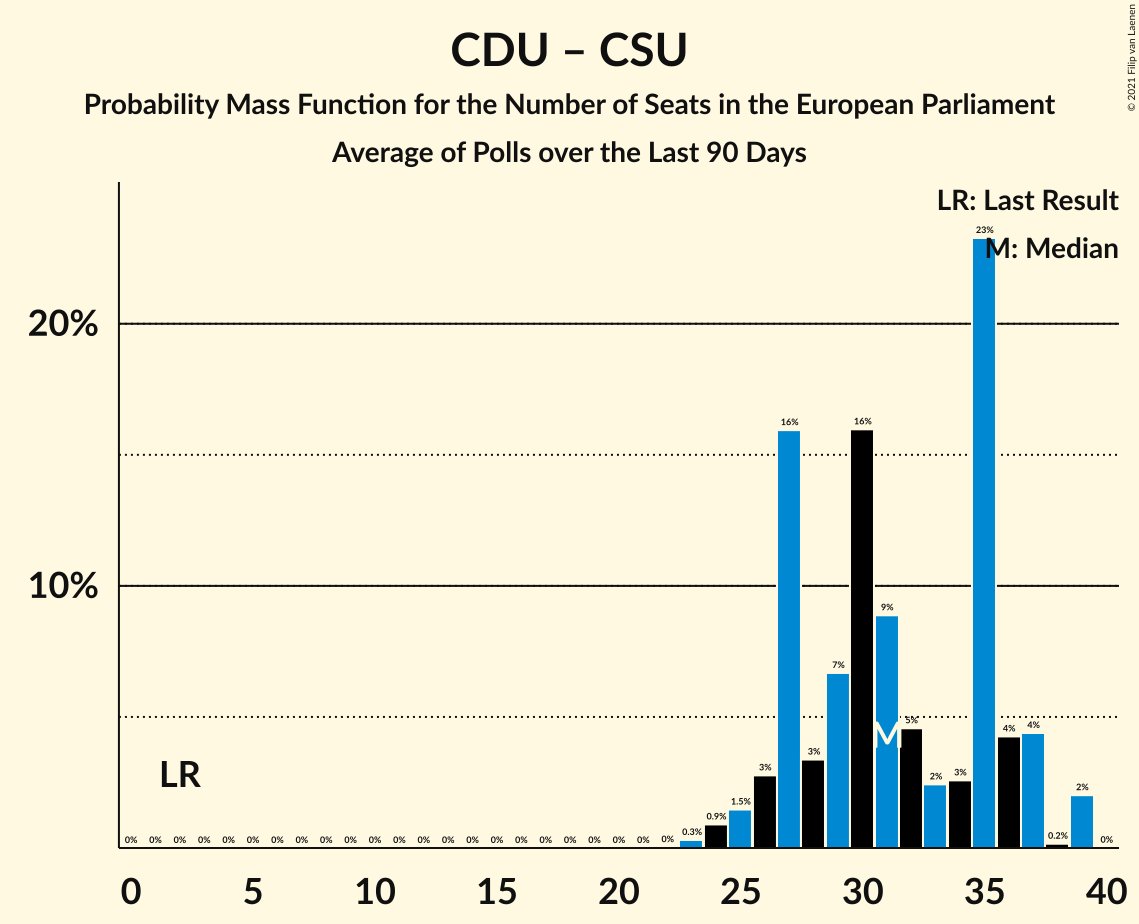 CDU – CSU
Probability Mass Function for the Number of Seats in the European Parliament
Average of Polls over the Last 90 Days
© 2021 Filip van Laenen
LR: Last Result
M: Median
20%
10%
23%
16%
16%
9%
7%
5%
4%
4%
3%
3%
3%
2%
2%
1.5%
0.9%
0.3%
0.2%
M
LR
0% 0% 0% 0% 0% 0% 0% 0% 0% 0% 0% 0% 0% 0% 0% 0% 0% 0% 0% 0% 0% 0% 0% 0%
0 5 10 15 20 25 30 35 40